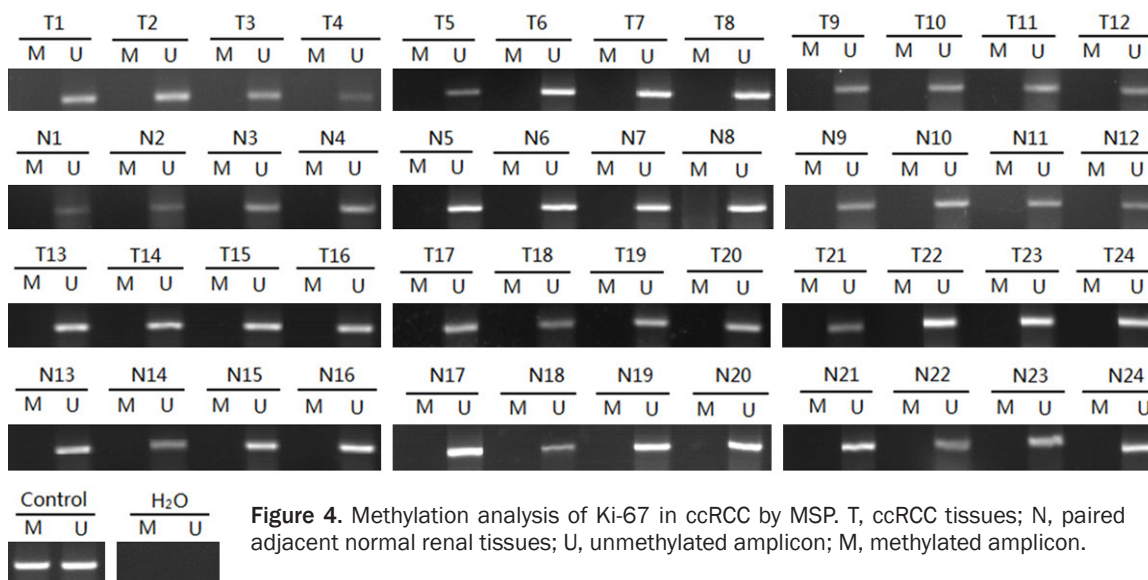 T1 T2 T3 T4 T5 T6 T7 T8 T9 T10 T11 T12
M U M U M U M U M U M U M U M U M U M U M U M U
N1 N2 N3 N4 N5 N6 N7 N8 N9 N10 N11 N12
M U M U M U M U M U M U M U M U M U M U M U M U
T13 T14 T15 T16 T17 T18 T19 T20 T21 T22 T23 T24
M U M U M U M U M U M U M U M U M U M U M U M U
N13 N14 N15 N16 N17 N18 N19 N20 N21 N22 N23 N24
M U M U M U M U M U M U M U M U M U M U M U M U
Control H₂O
M U M U
Figure 4. Methylation analysis of Ki-67 in ccRCC by MSP. T, ccRCC tissues; N, paired
adjacent normal renal tissues; U, unmethylated amplicon; M, methylated amplicon.